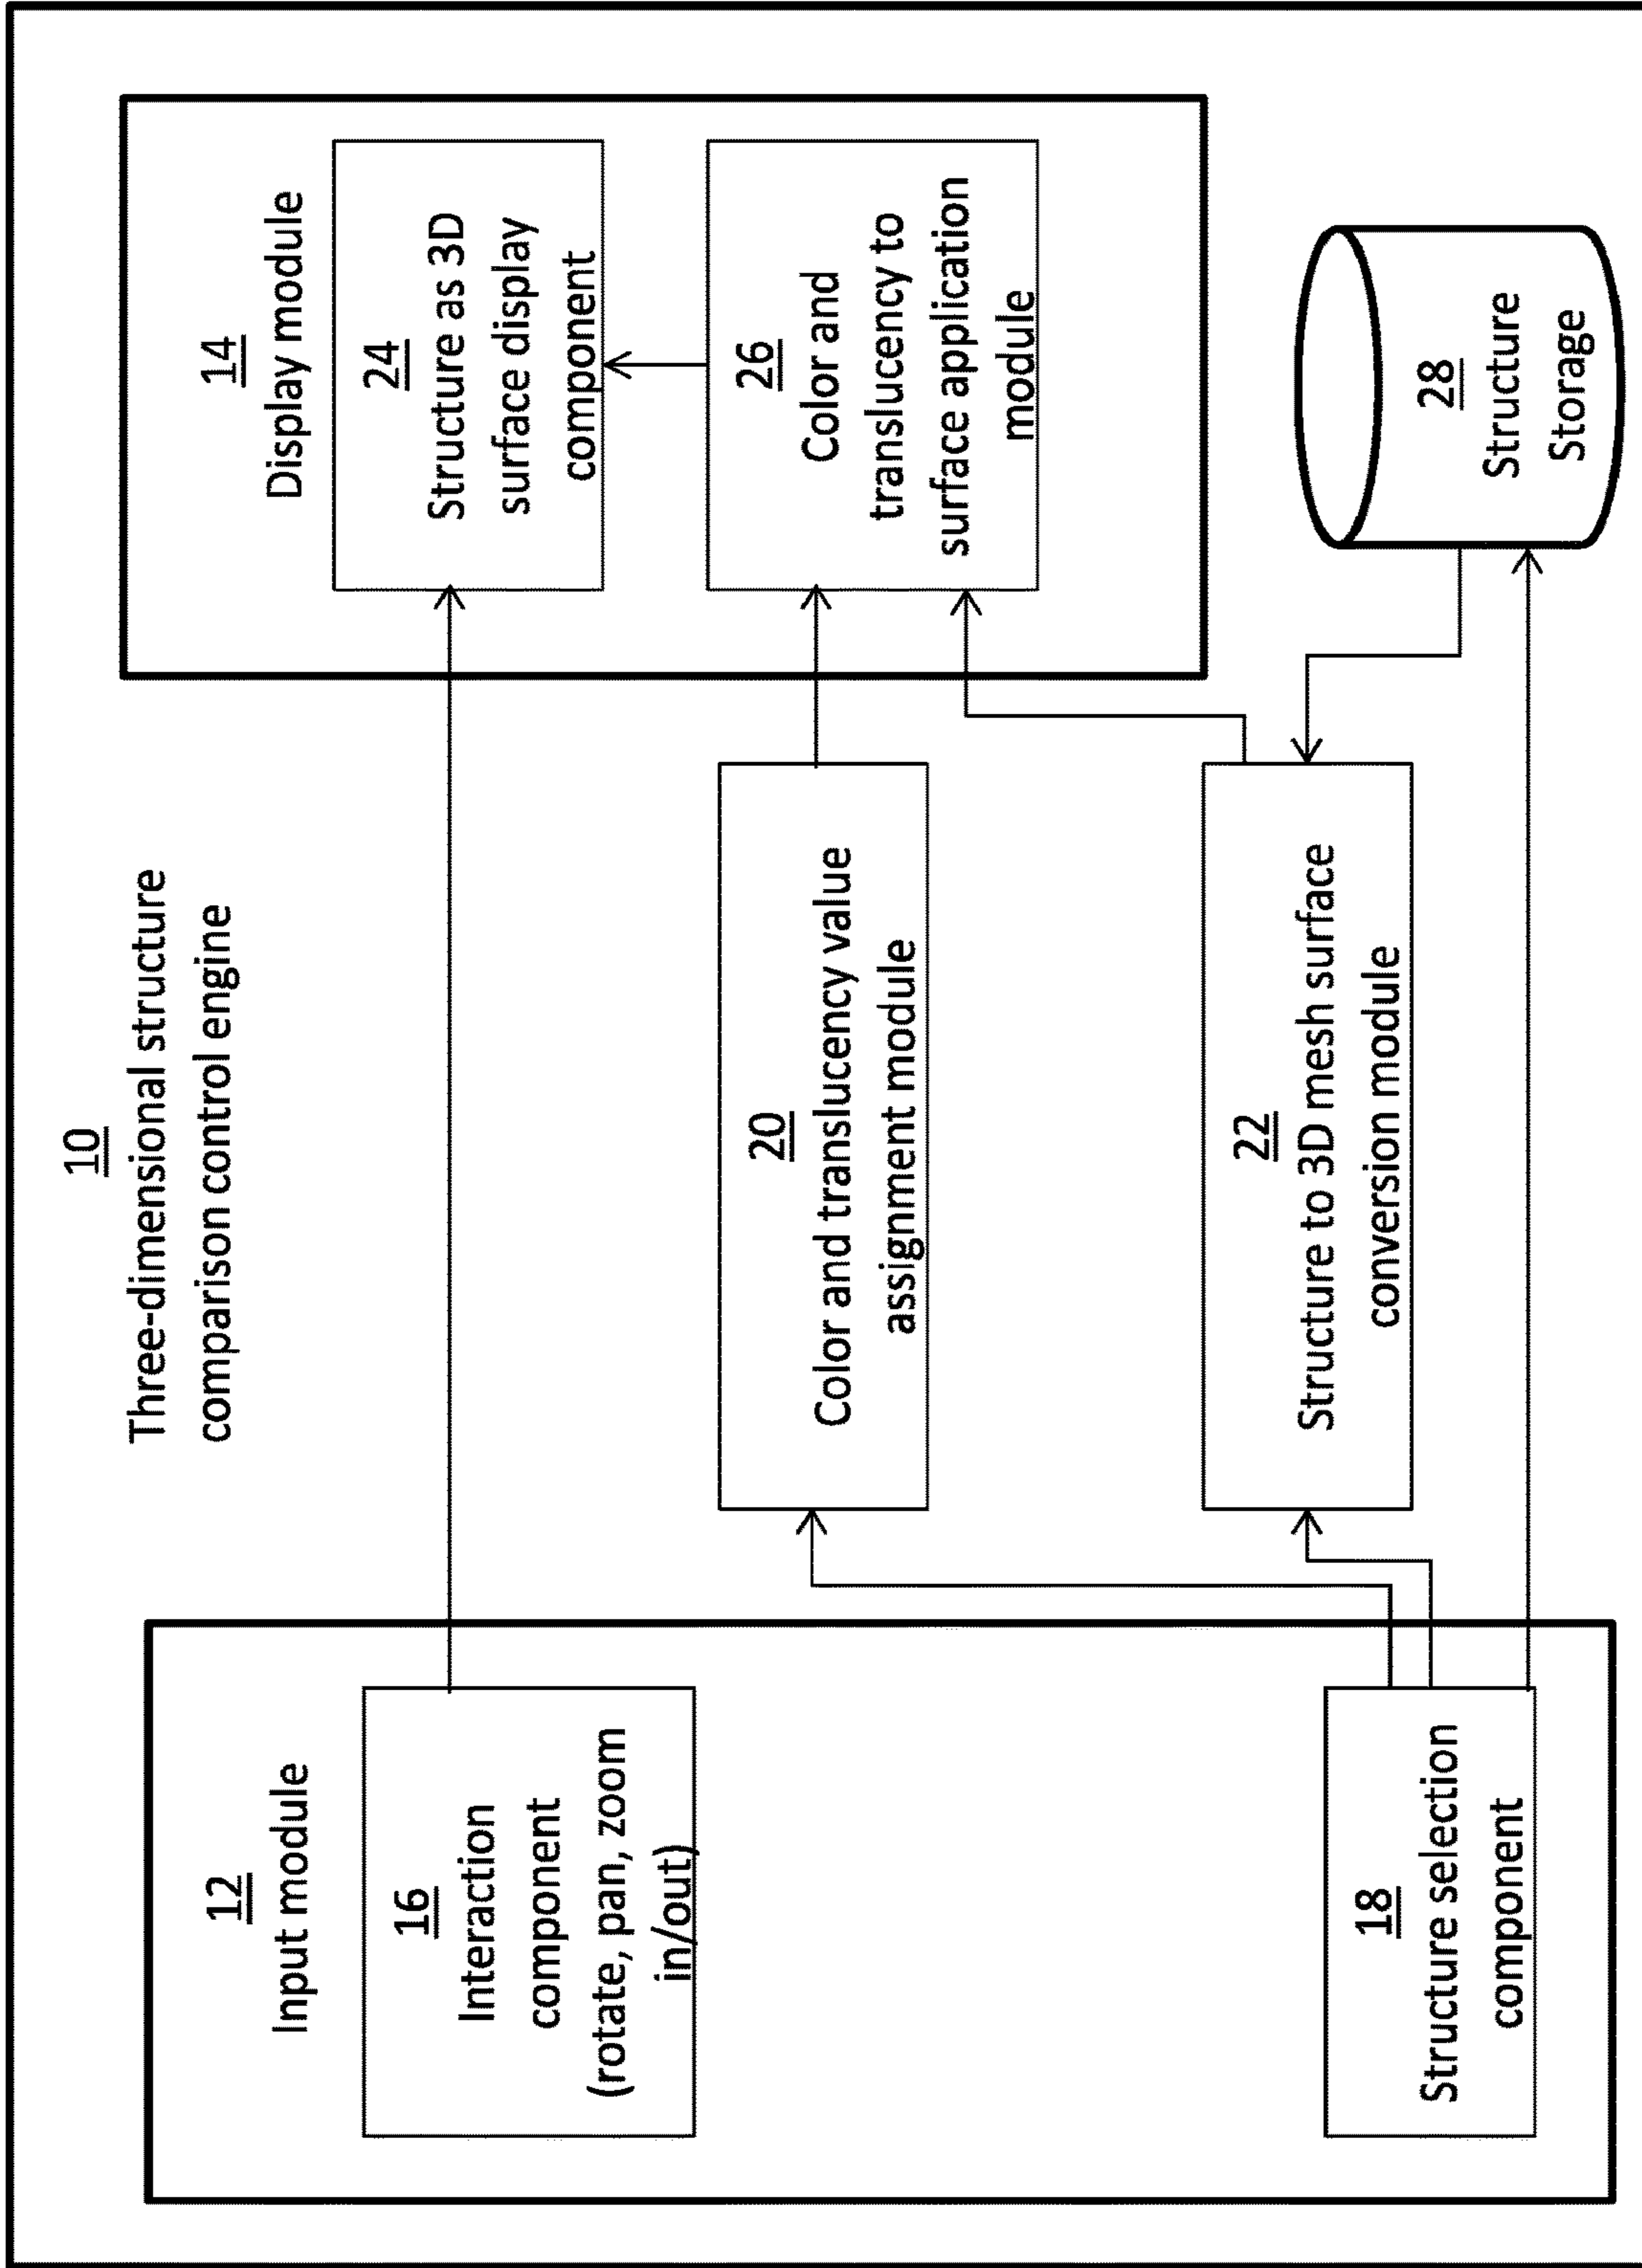 10
Three-dimensional structure
comparison control engine
12
Input module
16
Interaction
component
(rotate, pan, zoom
in/out)
18
Structure selection
component
20
Color and translucency value
assignment module
22
Structure to 3D mesh surface
conversion module
14
Display module
24
Structure as 3D
surface display
component
26
Color and
translucency to
surface application
module
28
Structure
Storage